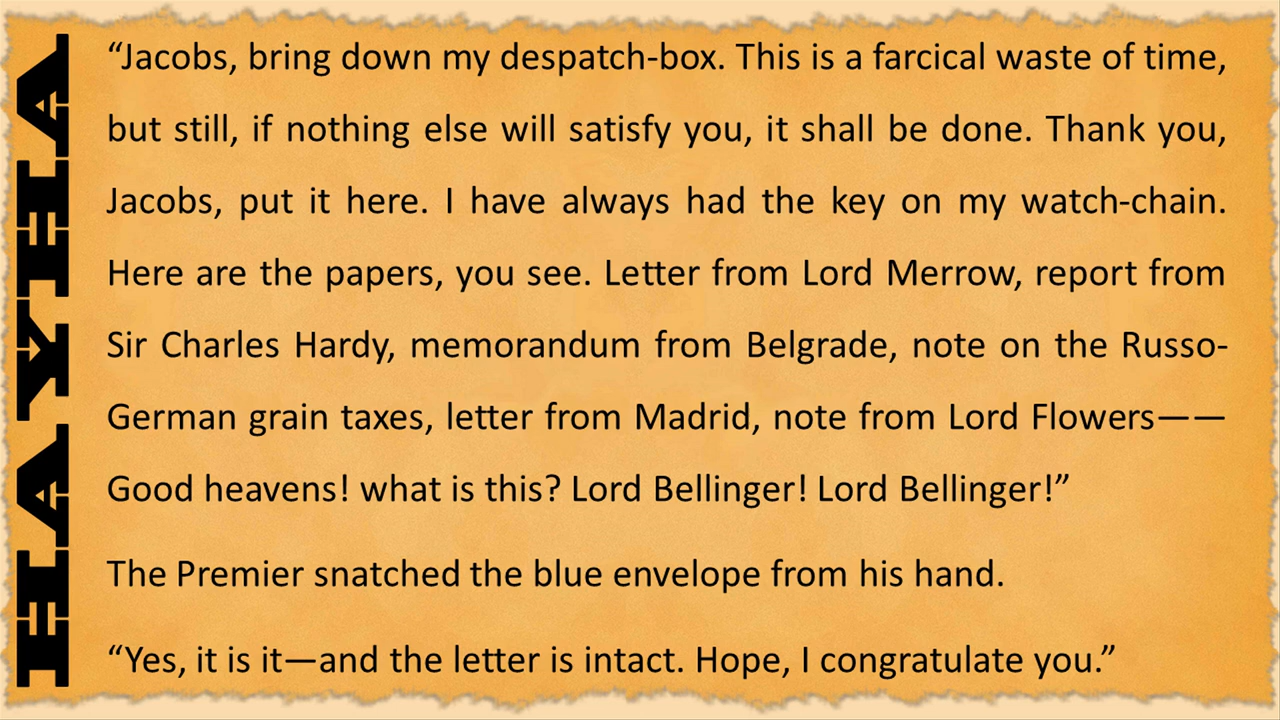 HAYHA
“Jacobs, bring down my despatch-box. This is a farcical waste of time,
but still, if nothing else will satisfy you, it shall be done. Thank you,
Jacobs, put it here. I have always had the key on my watch-chain.
Here are the papers, you see. Letter from Lord Merrow, report from
Sir Charles Hardy, memorandum from Belgrade, note on the Russo-
German grain taxes, letter from Madrid, note from Lord Flowers——
Good heavens! what is this? Lord Bellinger! Lord Bellinger!”
The Premier snatched the blue envelope from his hand.
“Yes, it is it—and the letter is intact. Hope, I congratulate you.”